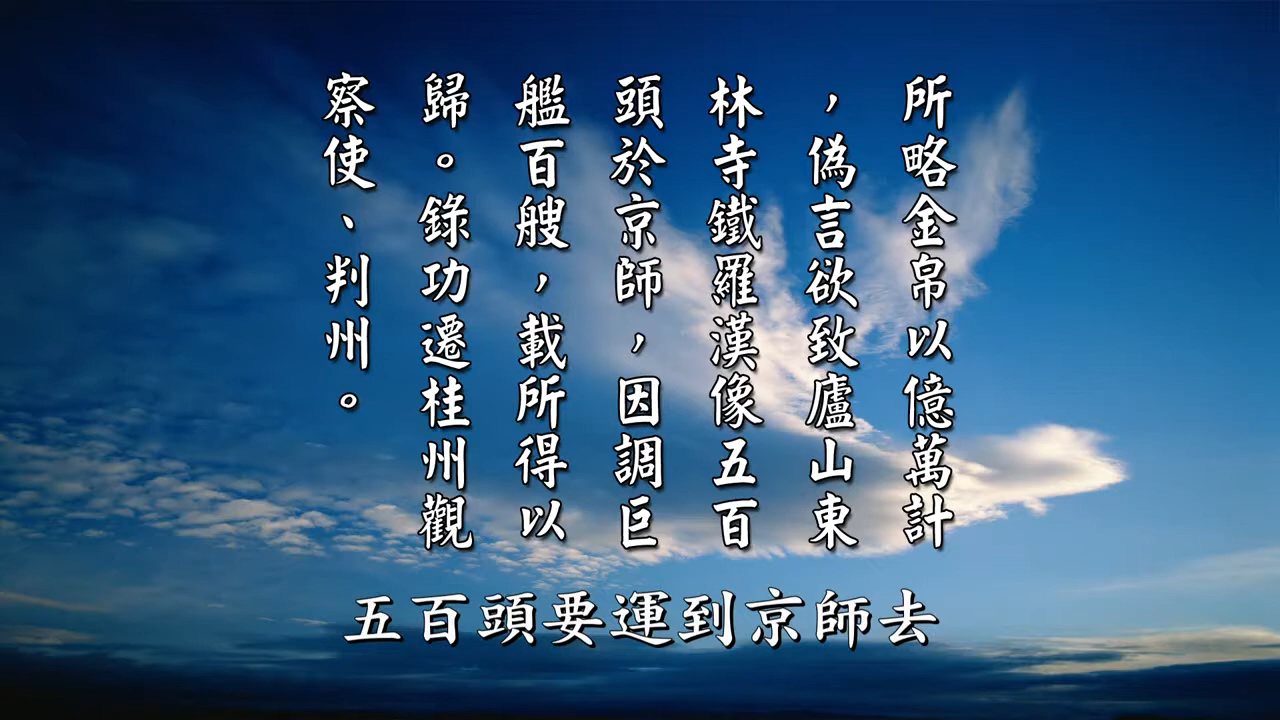 所略金帛以億萬計
，偽言欲致廬山東
林寺鐵羅漢像五百
頭於京師，因調巨
艦百艘，載所得以
歸。錄功遷桂州觀
察使、判州。
五百頭要運到京師去